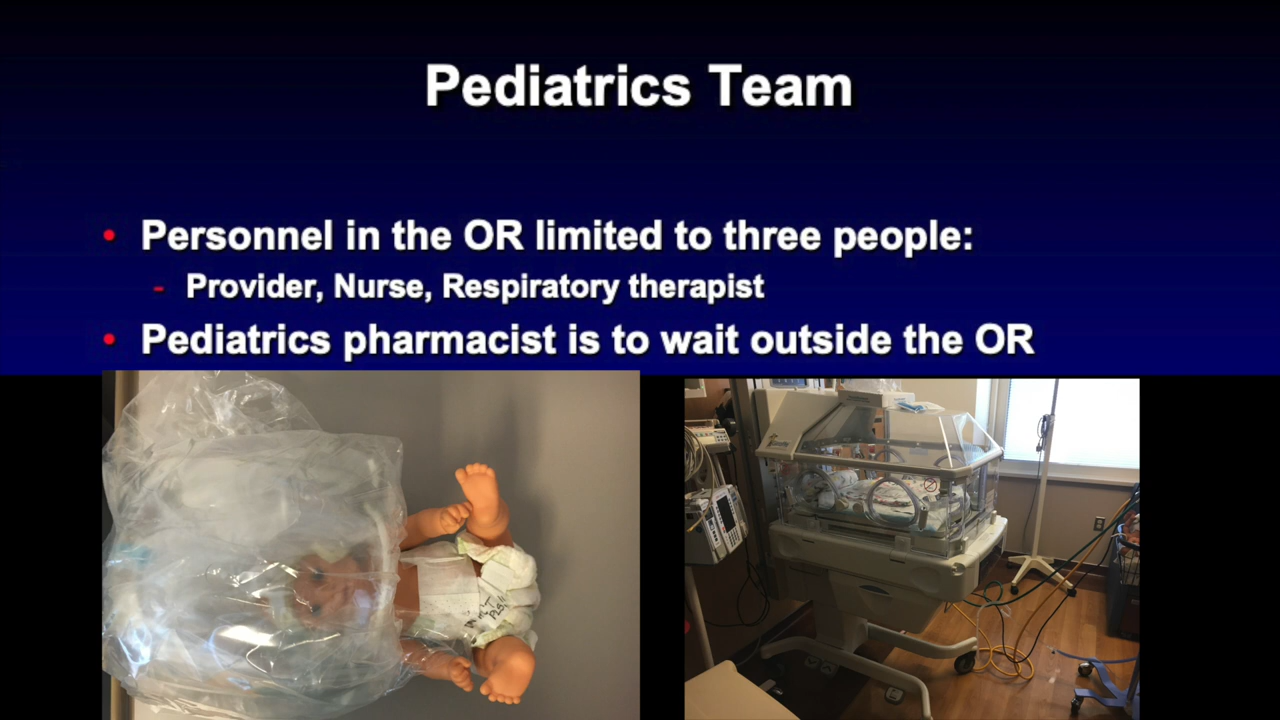 Pediatrics Team
• Personnel in the OR limited to three people:
- Provider, Nurse, Respiratory therapist
• Pediatrics pharmacist is to wait outside the OR